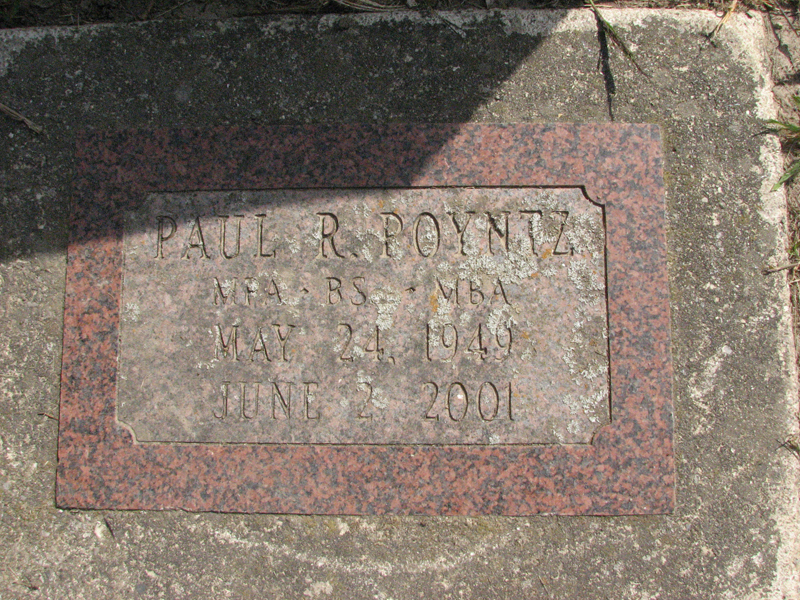 PAUL R. POYNTZ
MFA · BS · MBA
MAY 24, 1949
JUNE 2, 2001